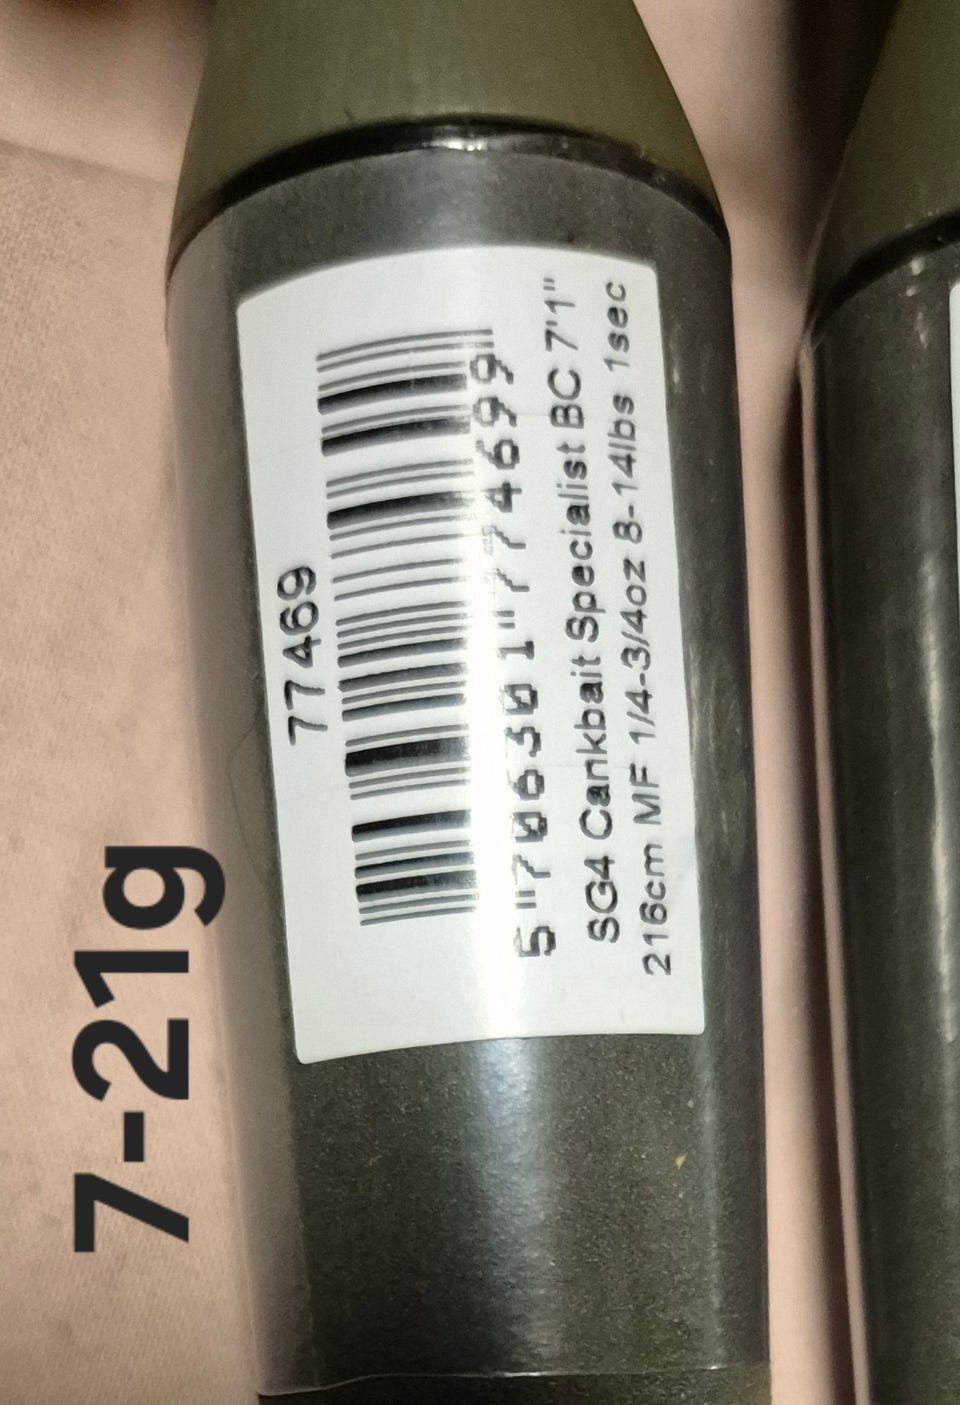 77469
5"706301"774699
SG4 Cankbait Specialist BC 7'1"
216cm MF 1/4-3/4oz 8-14lbs 1sec
7-21g